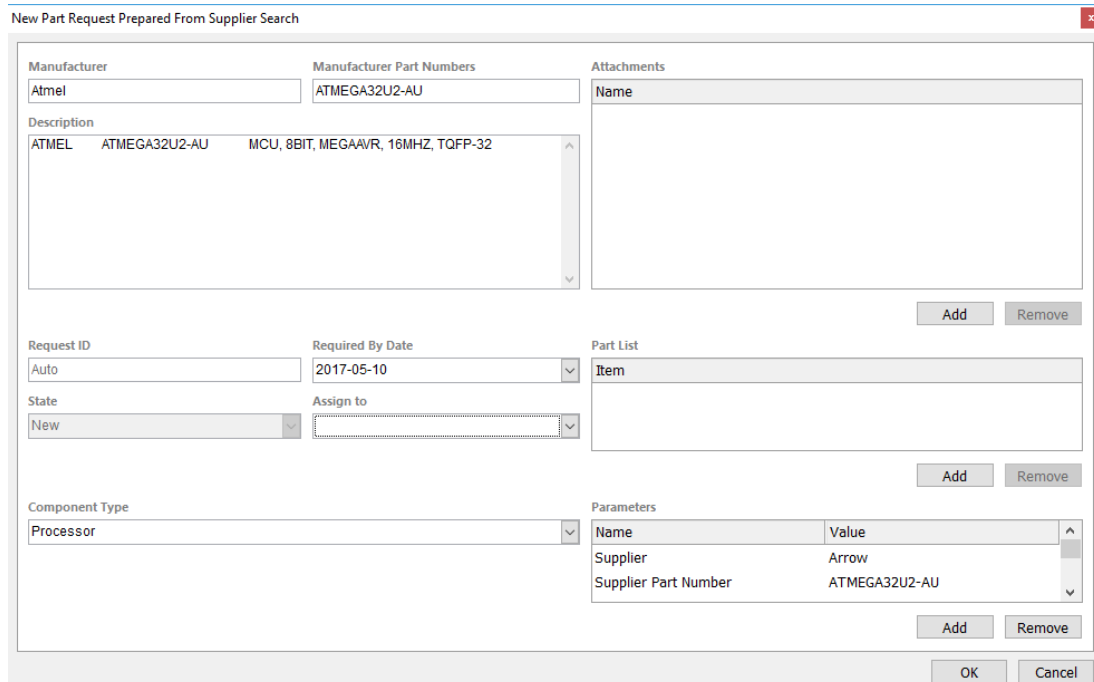 New Part Request Prepared From Supplier Search
x
Manufacturer
Manufacturer Part Numbers
Attachments
Atmel
ATMEGA32U2-AU
Name
Description
ATMEL ATMEGA32U2-AU MCU, 8BIT, MEGAAVR, 16MHZ, TQFP-32
Add
Remove
Request ID
Required By Date
Part List
Auto
2017-05-10
Item
State
Assign to
New
Add
Remove
Component Type
Parameters
Processor
Name Value
Supplier Arrow
Supplier Part Number ATMEGA32U2-AU
Add
Remove
OK
Cancel